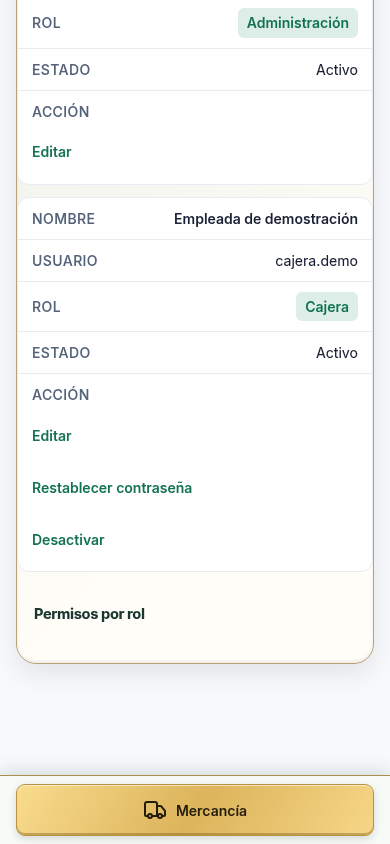 ROL Administración
ESTADO Activo
ACCIÓN
Editar
NOMBRE Empleada de demostración
USUARIO cajera.demo
ROL Cajera
ESTADO Activo
ACCIÓN
Editar
Restablecer contraseña
Desactivar
Permisos por rol
Mercancía